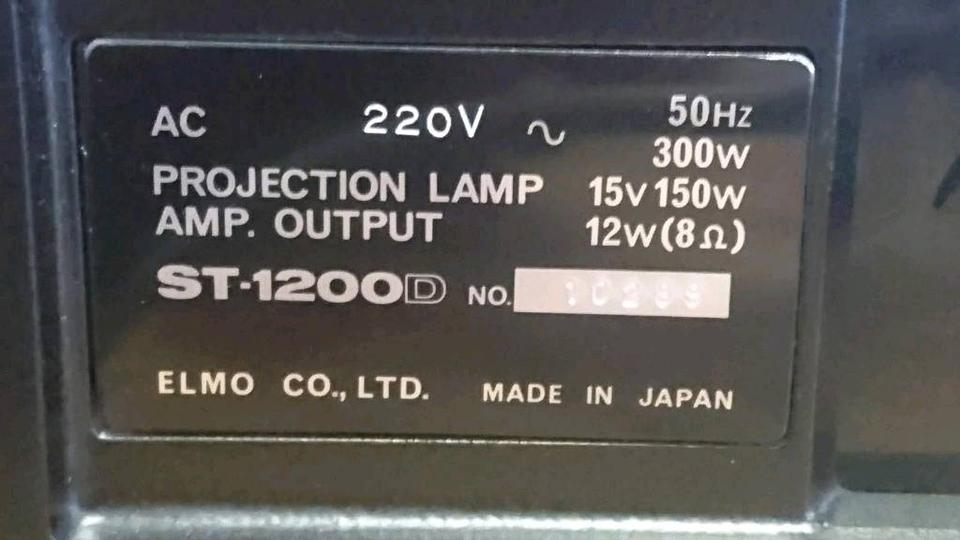 AC 220V ~ 50Hz
300W
PROJECTION LAMP 15V 150W
AMP. OUTPUT 12W(8Ω)
ST-1200D NO.
ELMO CO., LTD. MADE IN JAPAN